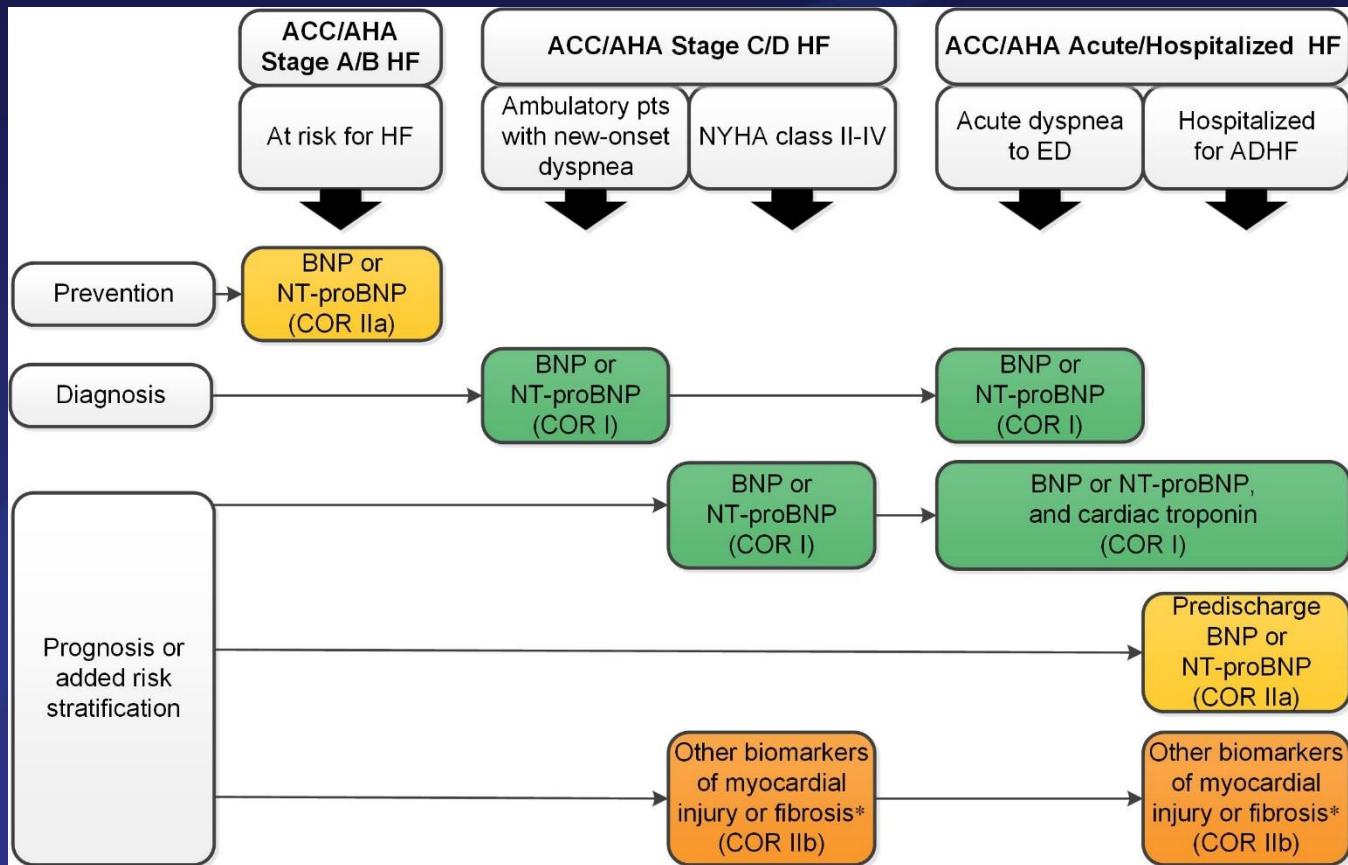 ACC/AHA
Stage A/B HF
ACC/AHA Stage C/D HF
ACC/AHA Acute/Hospitalized HF
At risk for HF
Ambulatory pts
with new-onset
dyspnea
NYHA class II-IV
Acute dyspnea
to ED
Hospitalized
for ADHF
Prevention
BNP or
NT-proBNP
(COR IIa)
Diagnosis
BNP or
NT-proBNP
(COR I)
BNP or
NT-proBNP
(COR I)
Prognosis or
added risk
stratification
BNP or
NT-proBNP
(COR I)
BNP or NT-proBNP,
and cardiac troponin
(COR I)
Predischarge
BNP or
NT-proBNP
(COR IIa)
Other biomarkers
of myocardial
injury or fibrosis*
(COR IIb)
Other biomarkers
of myocardial
injury or fibrosis*
(COR IIb)